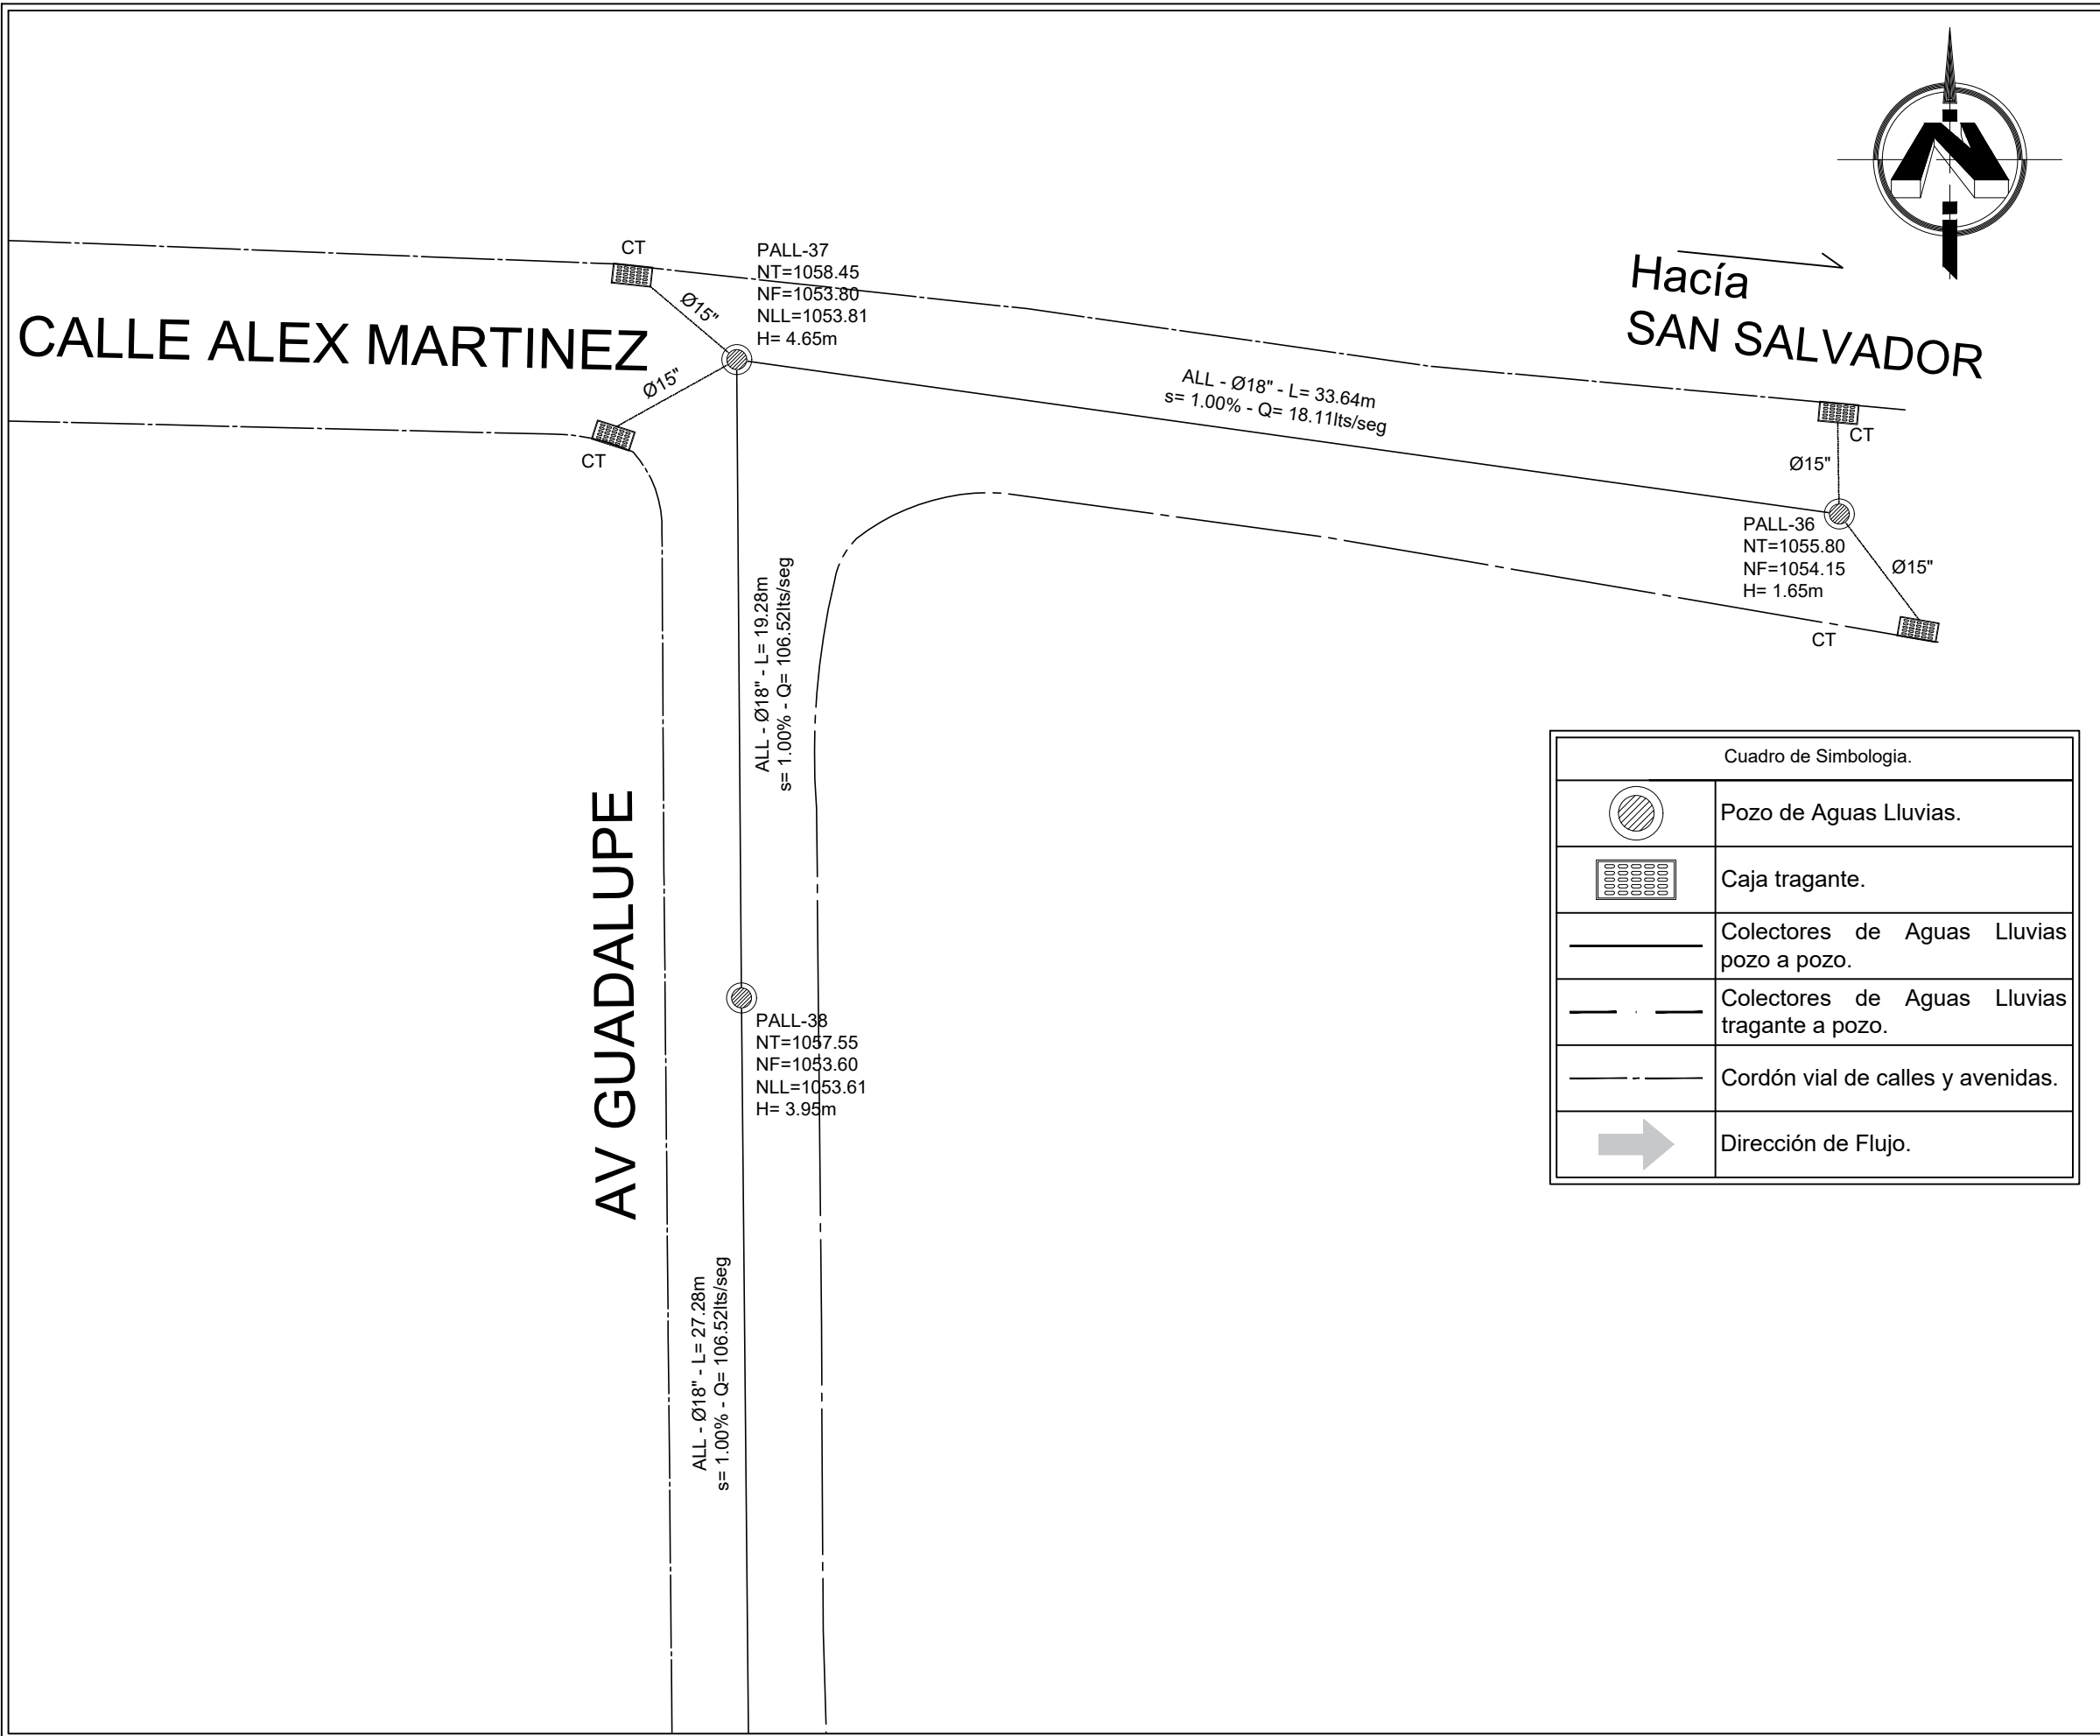 CT
PALL-37
NT=1058.45
NF=1053.80
NLL=1053.81
H= 4.65m
Ø15"
CALLE ALEX MARTINEZ
Ø15"
CT
N
Hacía
SAN SALVADOR
ALL - Ø18" - L= 33.64m
s= 1.00% - Q= 18.11lts/seg
CT
Ø15"
PALL-36
NT=1055.80
NF=1054.15
H= 1.65m
Ø15"
CT
ALL - Ø18" - L= 19.28m
s= 1.00% - Q= 106.52lts/seg
AV GUADALUPE
PALL-38
NT=1057.55
NF=1053.60
NLL=1053.61
H= 3.95m
ALL - Ø18" - L= 27.28m
s= 1.00% - Q= 106.52lts/seg
Cuadro de Simbologia.
Pozo de Aguas Lluvias.
Caja tragante.
Colectores de Aguas Lluvias
pozo a pozo.
Colectores de Aguas Lluvias
tragante a pozo.
Cordón vial de calles y avenidas.
Dirección de Flujo.